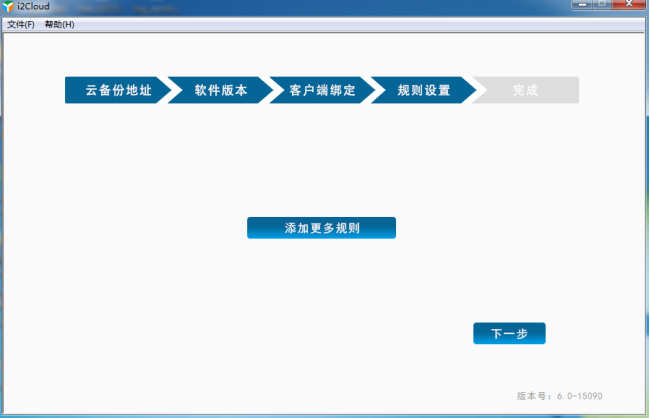 i2Cloud
文件(F) 帮助(H)
云备份地址 软件版本 客户端绑定 规则设置 完成
添加更多规则
下一步
版本号：6.0-15090